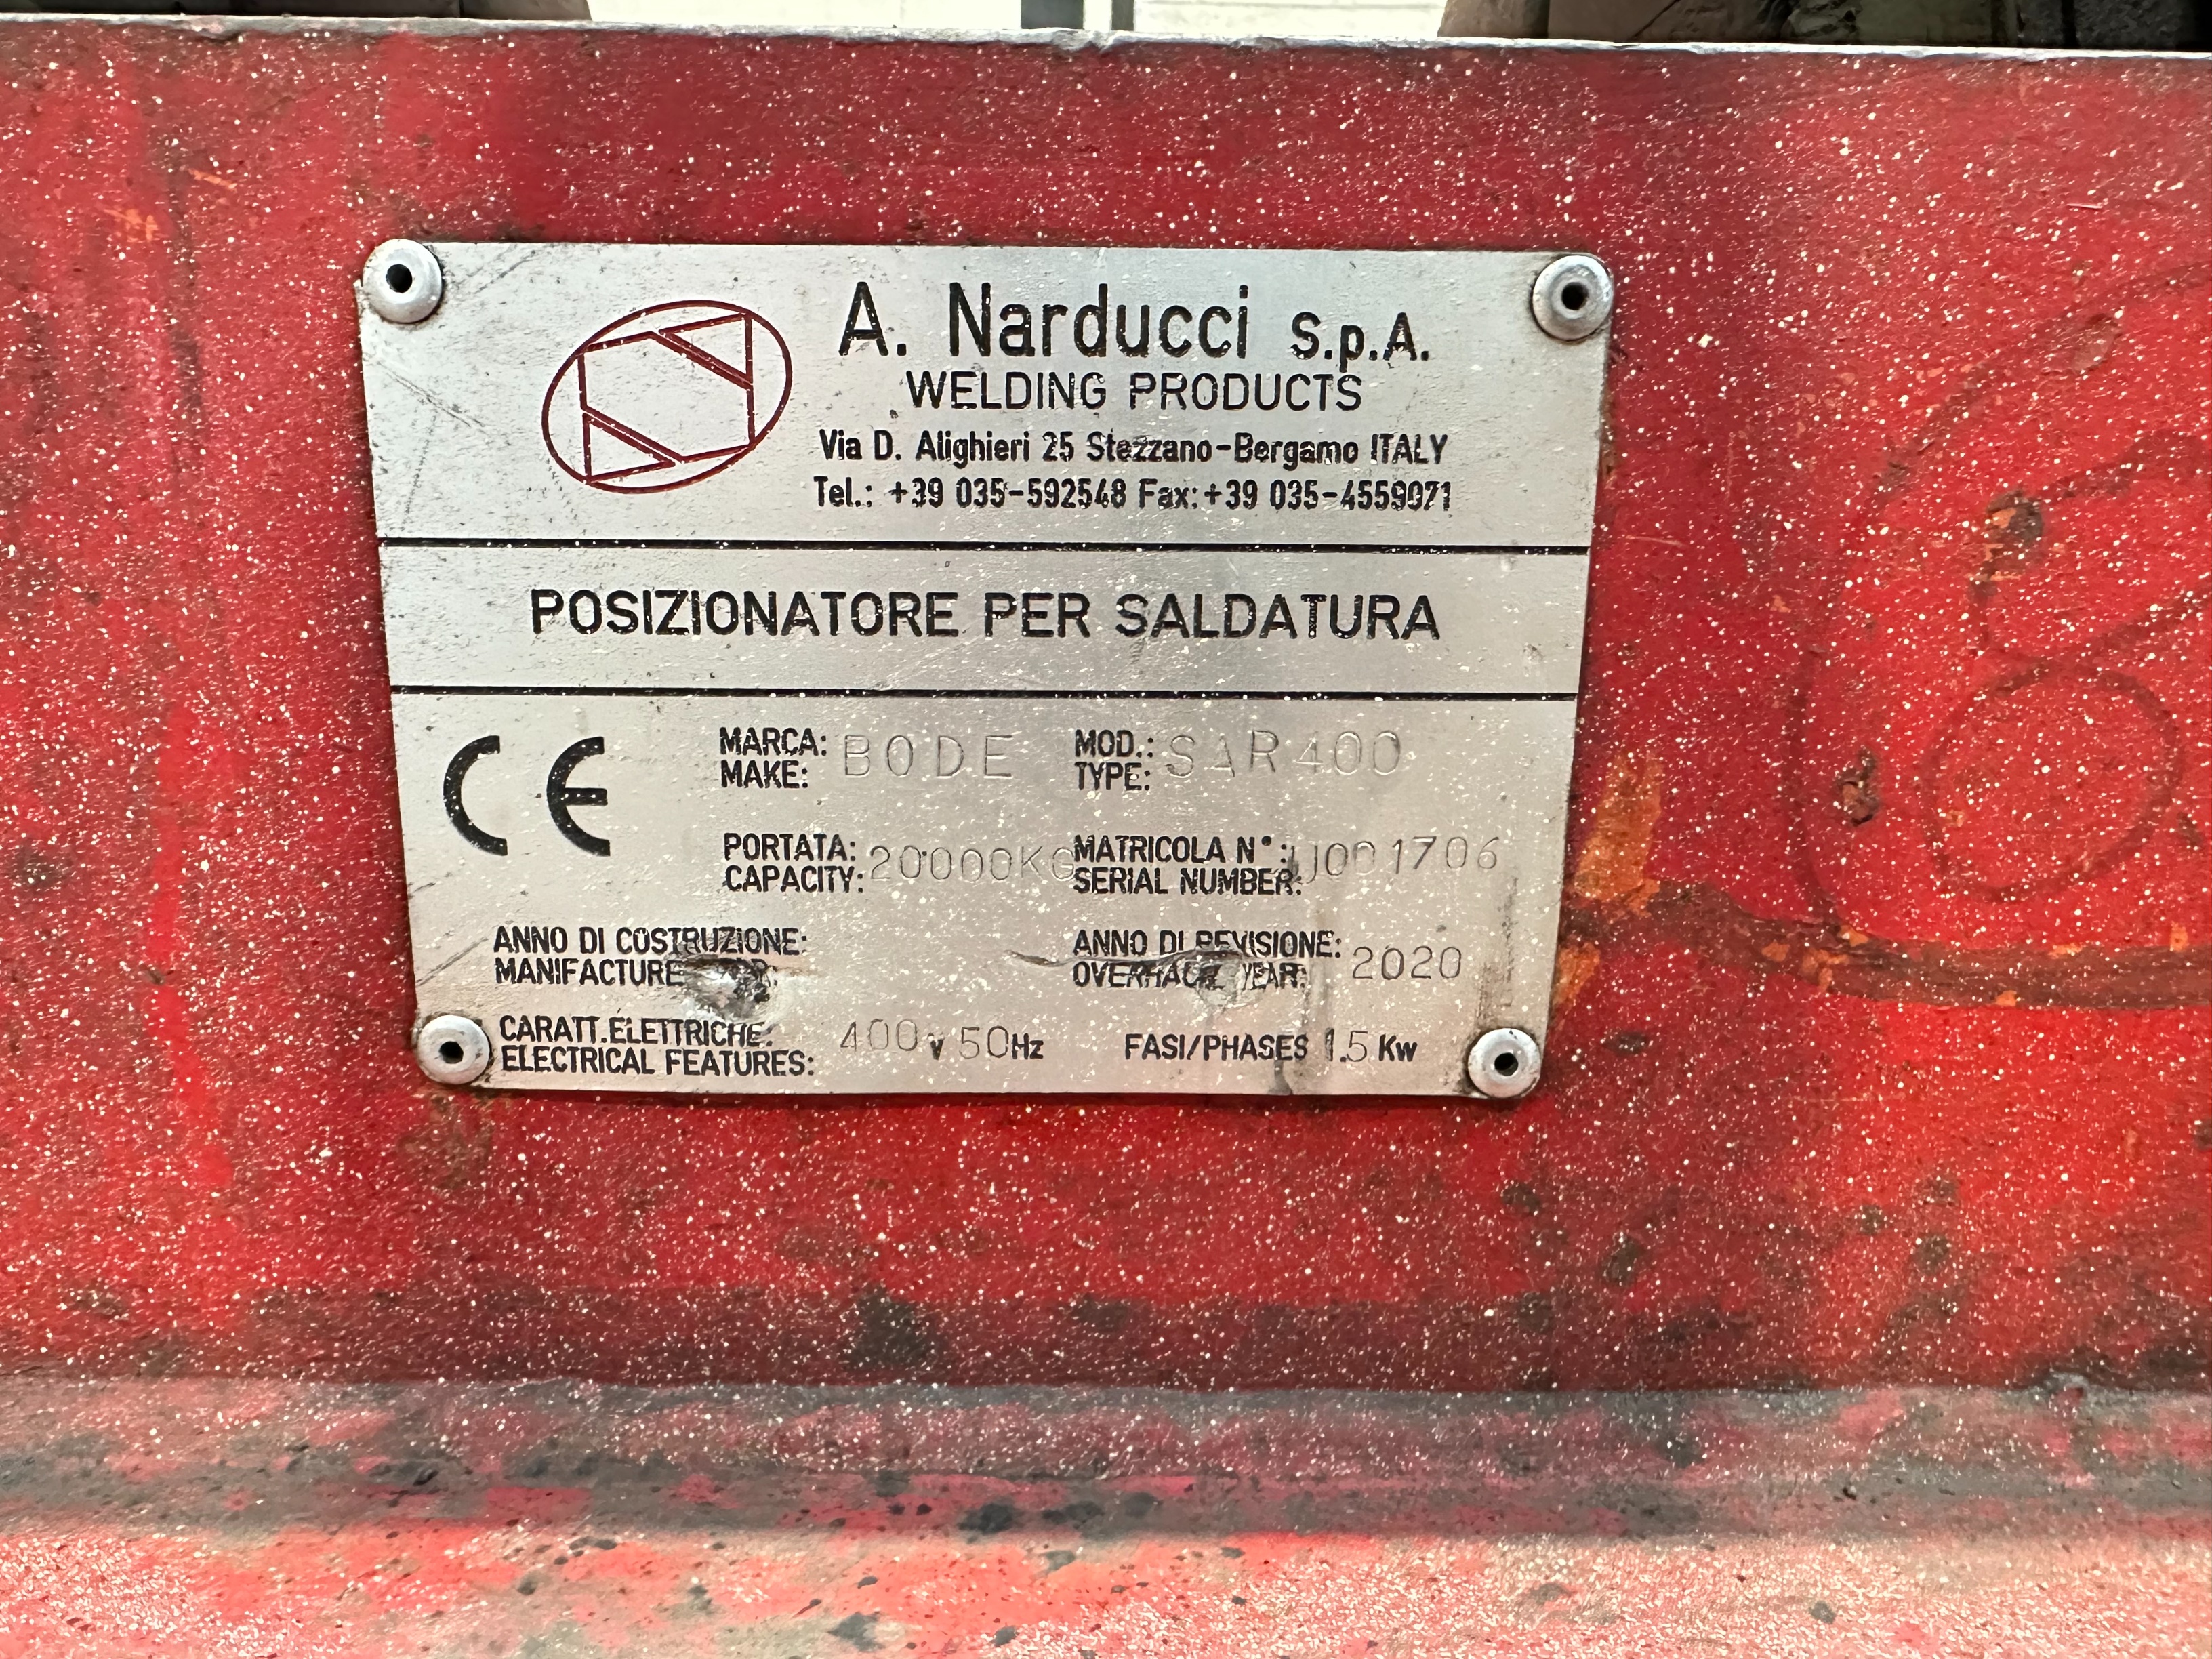 A. Narducci S.p.A.
WELDING PRODUCTS
Via D. Alighieri 25 Stezzano-Bergamo ITALY
Tel.: +39 035-592548 Fax:+39 035-4559071
POSIZIONATORE PER SALDATURA
CE
MARCA: BODE MOD.: SAR400
MAKE: TYPE:
PORTATA: 20000KG MATRICOLA N°:
CAPACITY: SERIAL NUMBER:
ANNO DI COSTRUZIONE: ANNO DI REVISIONE: 2020
MANIFACTURE OVERHAUL YEAR:
CARATT.ELETTRICHE: 400V 50Hz FASI/PHASES 1.5 Kw
ELECTRICAL FEATURES: